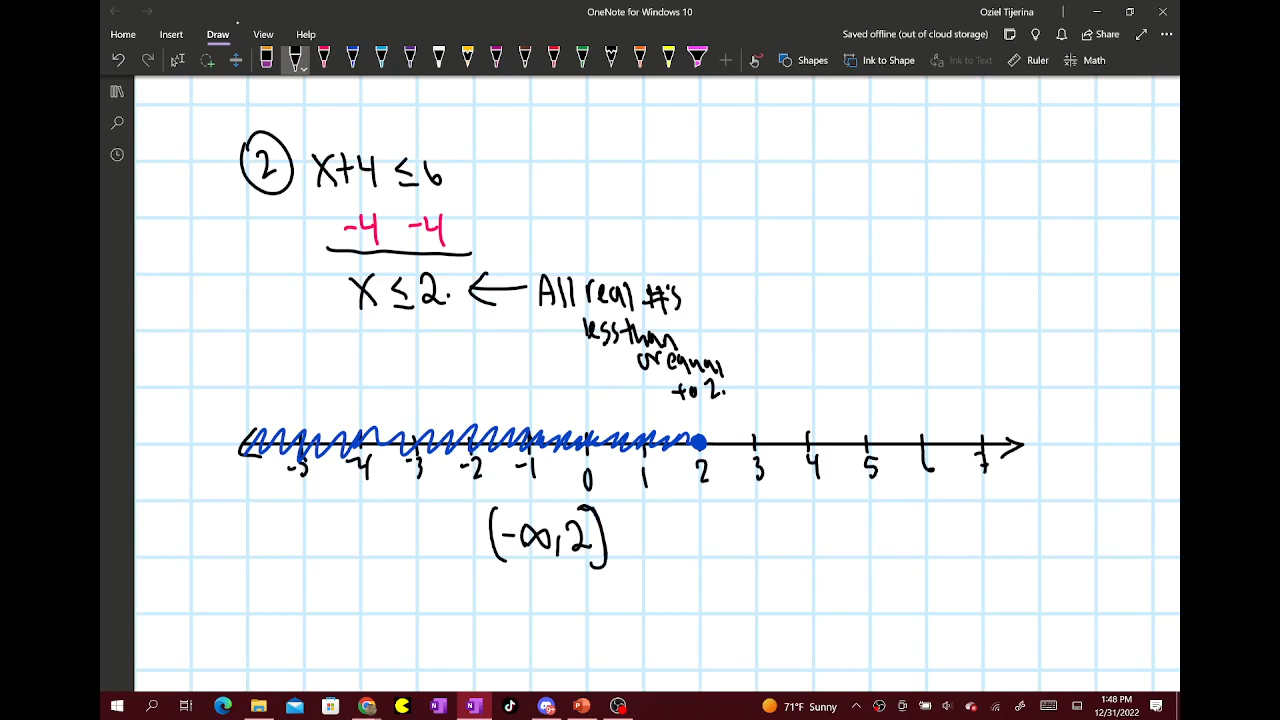 OneNote for Windows 10
Oziel Tijerina
Home Insert Draw View Help
Saved offline (out of cloud storage)
Share
Shapes
Ink to Shape
Ink to Text
Ruler
Math
2 x+4 ≤ 6
-4 -4
x ≤ 2. ← All real #'s
less than
or equal
to 2.
-5 -4 -3 -2 -1 0 1 2 3 4 5 6 7
(-∞, 2]
71°F Sunny
1:48 PM
12/31/2022